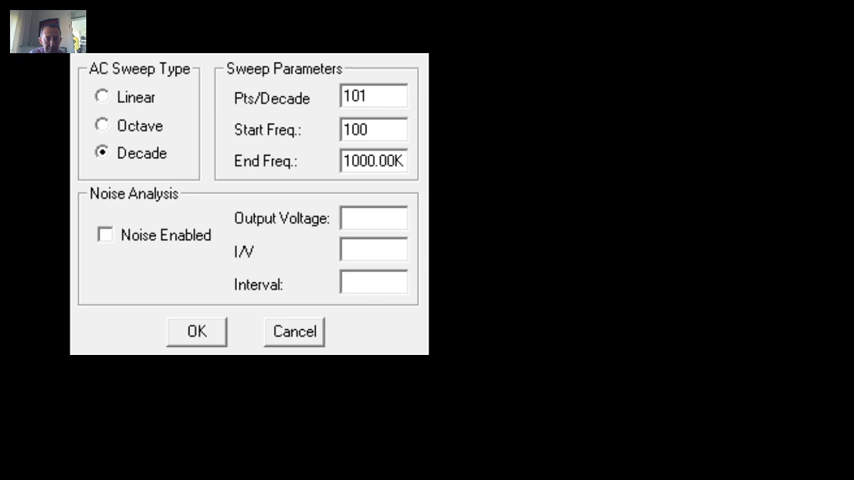 AC Sweep Type
Linear
Octave
Decade
Sweep Parameters
Pts/Decade 101
Start Freq.: 100
End Freq.: 1000.00K
Noise Analysis
Noise Enabled
Output Voltage:
I/V
Interval:
OK Cancel